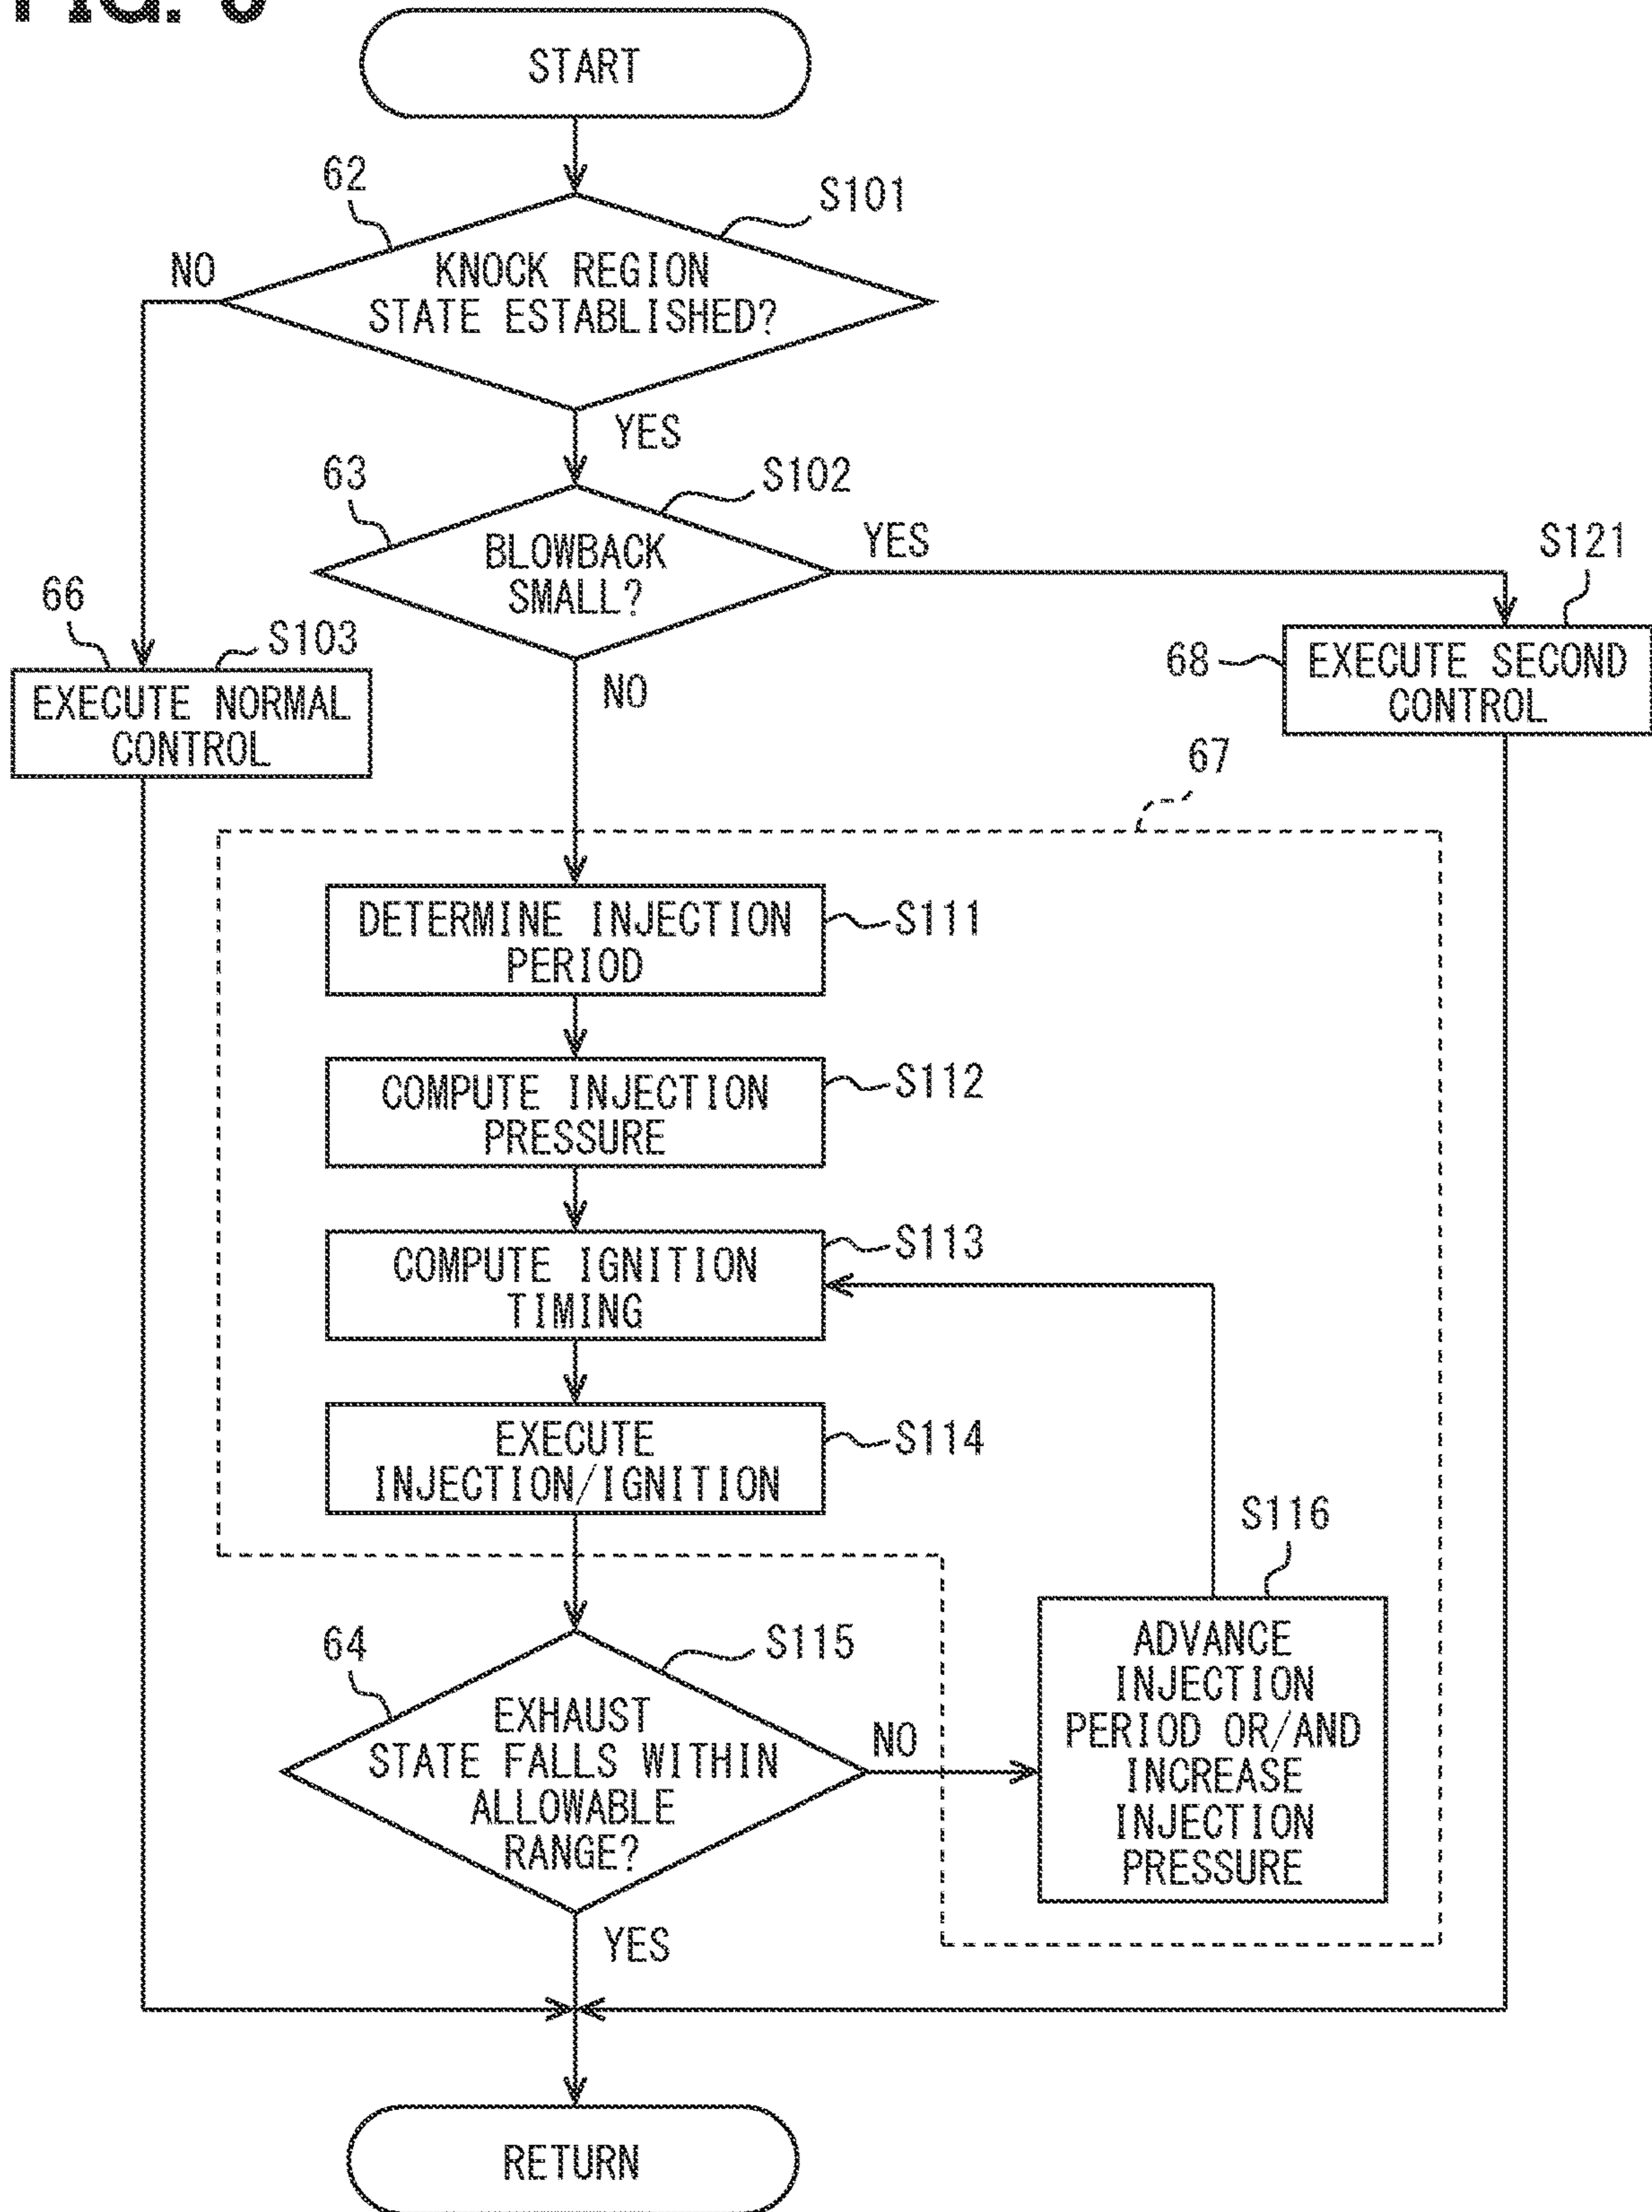 START
62
S101
NO
KNOCK REGION
STATE ESTABLISHED?
YES
63
S102
YES
S121
BLOWBACK
SMALL?
66
S103
68
EXECUTE SECOND
CONTROL
EXECUTE NORMAL
CONTROL
NO
67
DETERMINE INJECTION
PERIOD
S111
COMPUTE INJECTION
PRESSURE
S112
COMPUTE IGNITION
TIMING
S113
EXECUTE
INJECTION/IGNITION
S114
S116
64
S115
EXHAUST
STATE FALLS WITHIN
ALLOWABLE
RANGE?
NO
ADVANCE
INJECTION
PERIOD OR/AND
INCREASE
INJECTION
PRESSURE
YES
RETURN